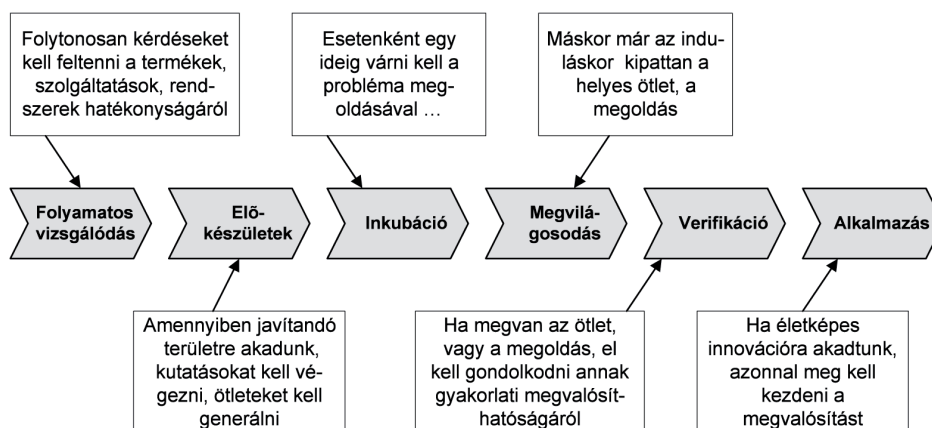 Folytonosan kérdéseket
kell feltenni a termékek,
szolgáltatások, rend-
szerek hatékonyságáról
Esetenként egy
ideig várni kell a
probléma meg-
oldásával …
Máskor már az indu-
láskor kipattan a
helyes ötlet, a
megoldás
Folyamatos
vizsgálódás
Elő-
készületek
Inkubáció
Megvilá-
gosodás
Verifikáció
Alkalmazás
Amennyiben javítandó
területre akadunk,
kutatásokat kell vé-
gezni, ötleteket kell
generálni
Ha megvan az ötlet,
vagy a megoldás, el
kell gondolkodni annak
gyakorlati megvalósít-
hatóságáról
Ha életképes
innovációra akadtunk,
azonnal meg kell
kezdeni a
megvalósítást